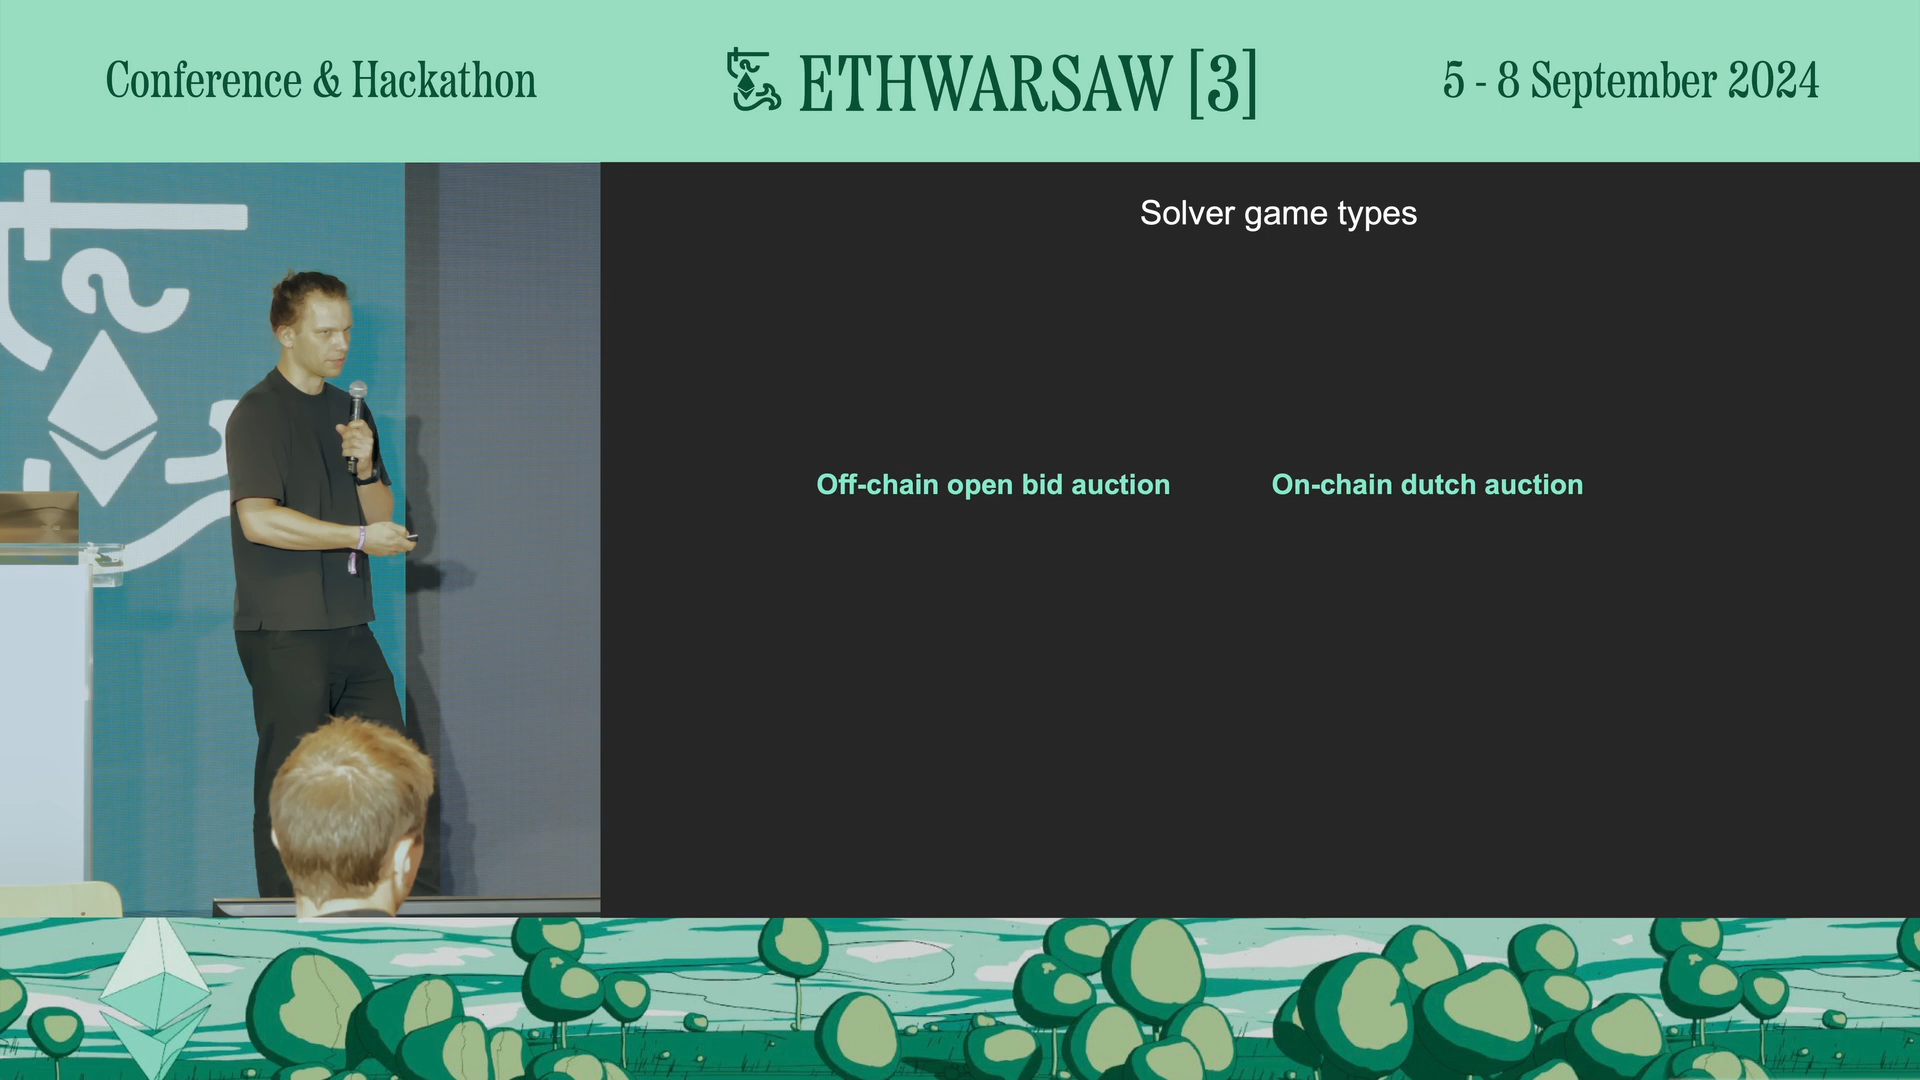 Conference & Hackathon
ETHWARSAW [3]
5 - 8 September 2024
Solver game types
Off-chain open bid auction
On-chain dutch auction